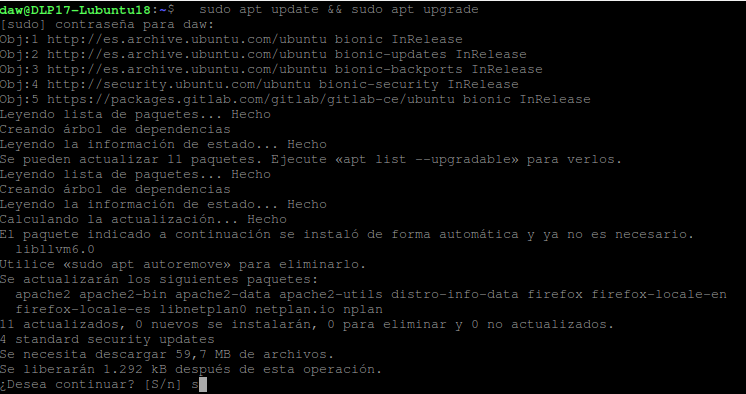 daw@DLP17-Lubuntu18:~$   sudo apt update && sudo apt upgrade
[sudo] contraseña para daw:
Obj:1 http://es.archive.ubuntu.com/ubuntu bionic InRelease
Obj:2 http://es.archive.ubuntu.com/ubuntu bionic-updates InRelease
Obj:3 http://es.archive.ubuntu.com/ubuntu bionic-backports InRelease
Obj:4 http://security.ubuntu.com/ubuntu bionic-security InRelease
Obj:5 https://packages.gitlab.com/gitlab/gitlab-ce/ubuntu bionic InRelease
Leyendo lista de paquetes... Hecho
Creando árbol de dependencias
Leyendo la información de estado... Hecho
Se pueden actualizar 11 paquetes. Ejecute «apt list --upgradable» para verlos.
Leyendo lista de paquetes... Hecho
Creando árbol de dependencias
Leyendo la información de estado... Hecho
Calculando la actualización... Hecho
El paquete indicado a continuación se instaló de forma automática y ya no es necesario.
  libllvm6.0
Utilice «sudo apt autoremove» para eliminarlo.
Se actualizarán los siguientes paquetes:
  apache2 apache2-bin apache2-data apache2-utils distro-info-data firefox firefox-locale-en
  firefox-locale-es libnetplan0 netplan.io nplan
11 actualizados, 0 nuevos se instalarán, 0 para eliminar y 0 no actualizados.
4 standard security updates
Se necesita descargar 59,7 MB de archivos.
Se liberarán 1.292 kB después de esta operación.
¿Desea continuar? [S/n] s